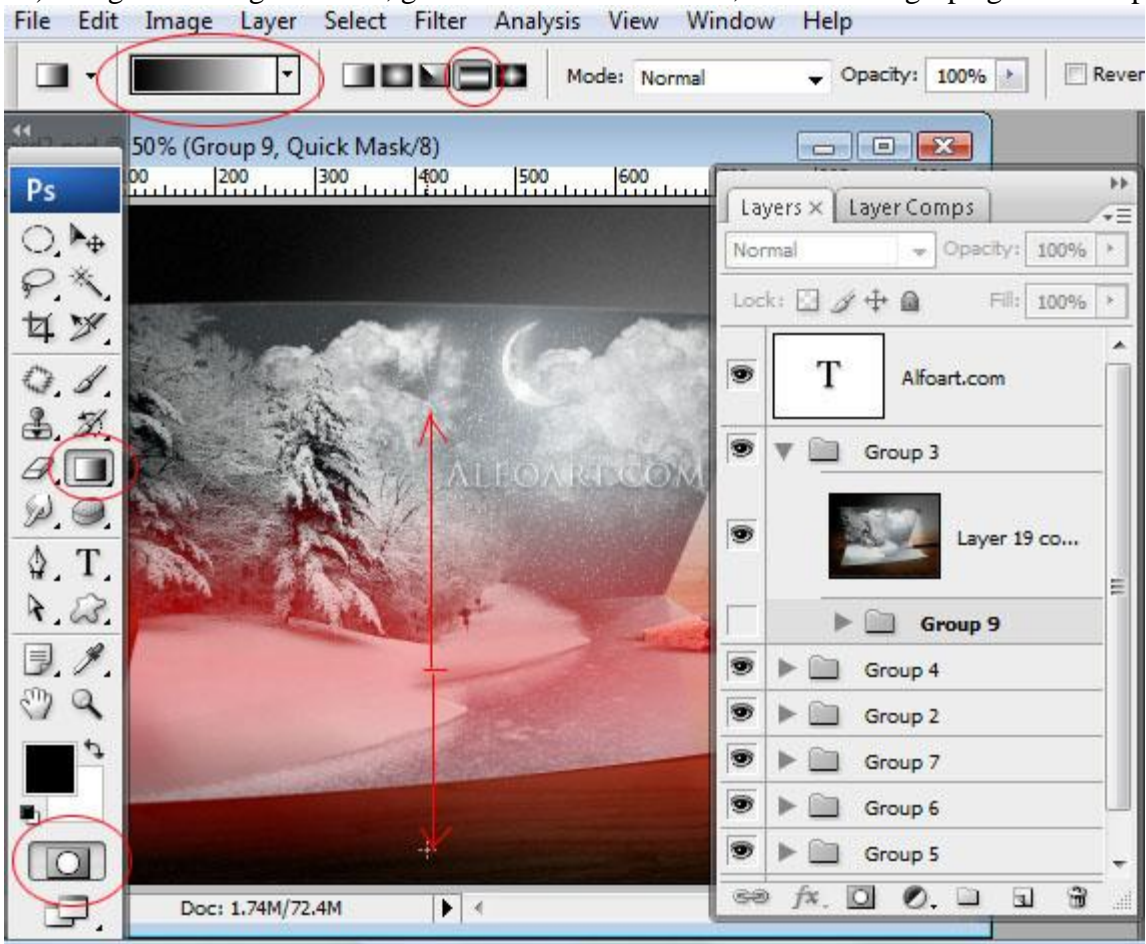 File Edit Image Layer Select Filter Analysis View Window Help
Mode: Normal Opacity: 100%
50% (Group 9, Quick Mask/8)
Ps
200 300 400 500 600
Layers × Layer Comps
Normal Opacity: 100%
Lock: Fill: 100%
T Alfoart.com
Group 3
ALFOART.COM
Layer 19 co...
T
Group 9
Group 4
Group 2
Group 7
Group 6
Group 5
fx.
Doc: 1.74M/72.4M